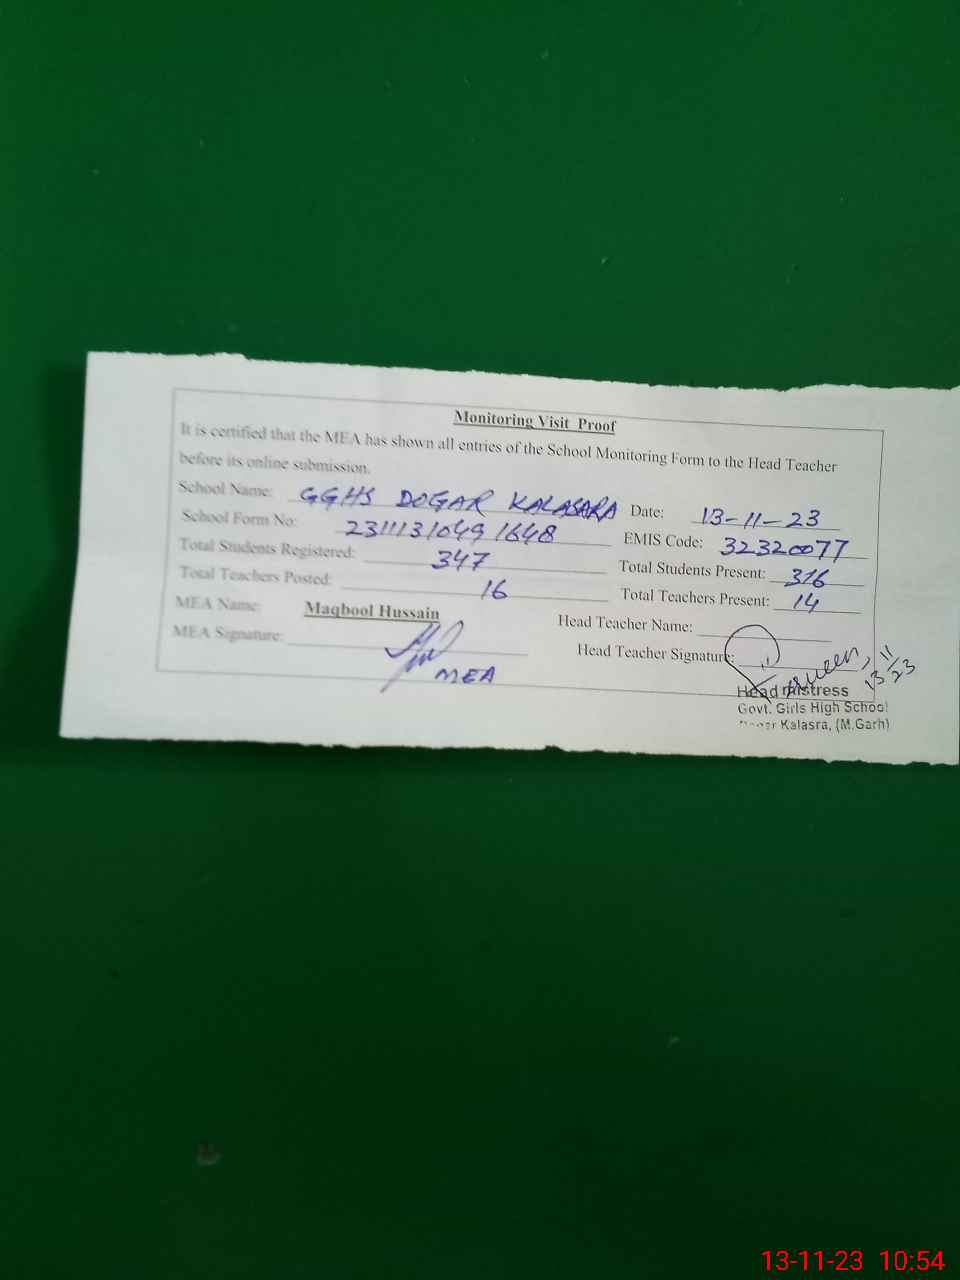 Monitoring Visit Proof
It is certified that the MEA has shown all entries of the School Monitoring Form to the Head Teacher
before its online submission.
School Name: GGHS DOGAR KALASARA Date: 13-11-23
School Form No: 2311131049 1648 EMIS Code: 32320077
Total Students Registered: 347 Total Students Present: 316
Total Teachers Posted: 16 Total Teachers Present: 14
MEA Name: Maqbool Hussain Head Teacher Name:
MEA Signature: MEA Head Teacher Signature:
13/11/23
Head mistress
Govt. Girls High School
Kalasra, (M.Garh)
13-11-23 10:54